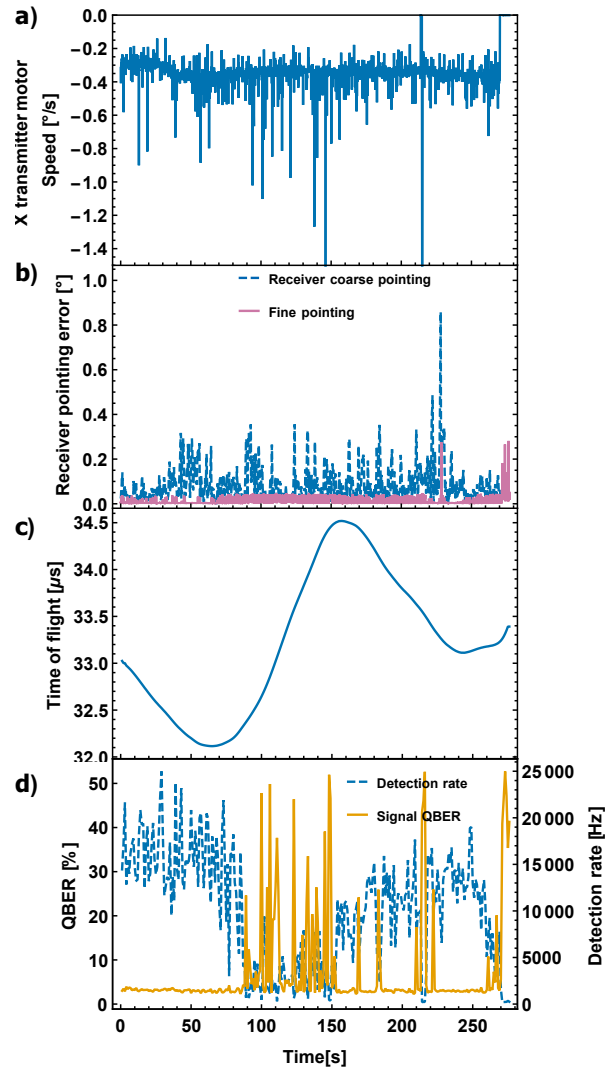 a)
X transmitter motor
Speed [°/s]
0.0
−0.2
−0.4
−0.6
−0.8
−1.0
−1.2
−1.4
b)
Receiver pointing error [°]
1.0
0.8
0.6
0.4
0.2
0.0
Receiver coarse pointing
Fine pointing
c)
Time of flight [µs]
34.5
34.0
33.5
33.0
32.5
32.0
d)
QBER [%]
50
40
30
20
10
0
Detection rate
Signal QBER
25 000
20 000
15 000
10 000
5000
0
Detection rate [Hz]
0 50 100 150 200 250
Time[s]